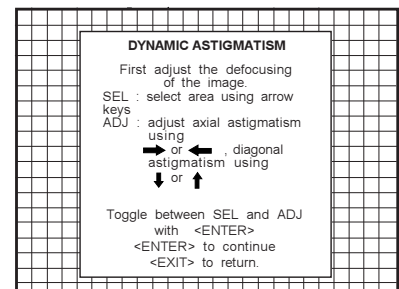 DYNAMIC ASTIGMATISM
First adjust the defocusing
of the image.
SEL : select area using arrow
keys
ADJ : adjust axial astigmatism
using
➡ or ⬅ , diagonal
astigmatism using
⬇ or ⬆
Toggle between SEL and ADJ
with <ENTER>
<ENTER> to continue
<EXIT> to return.